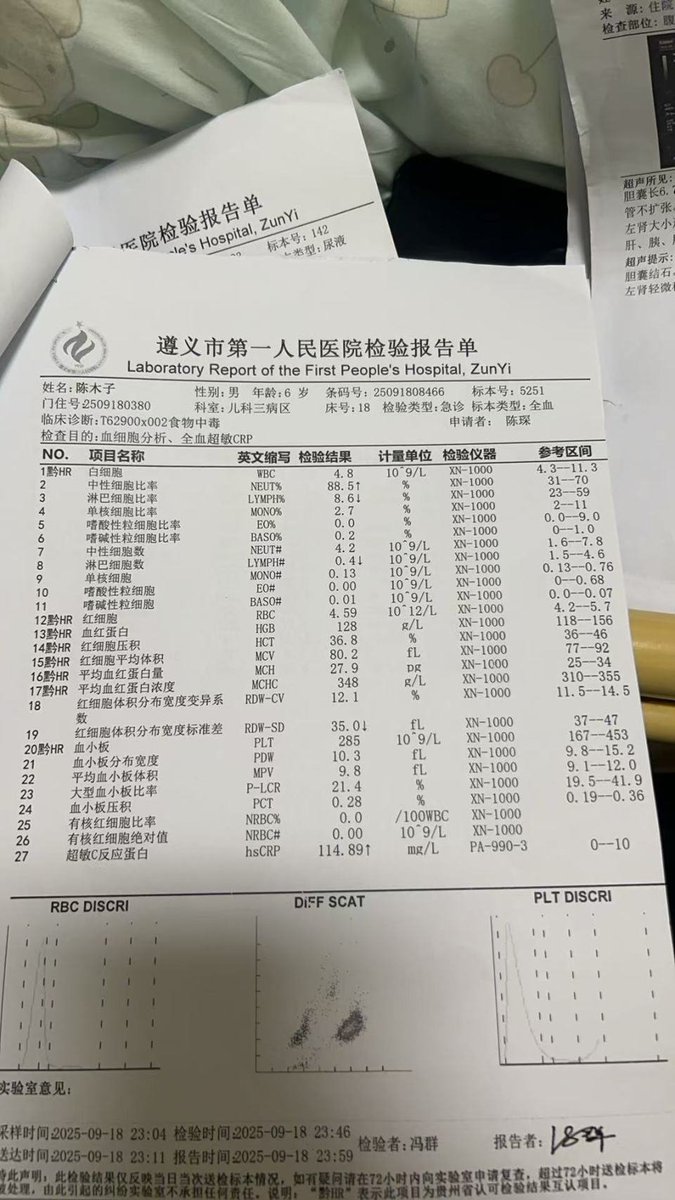 来 源：住院
检查部位：腹
医院检验报告单
le's Hospital, ZunYi
标本号：142
类型：尿液
超声所见：
胆囊长6.
管不扩张
左肾大小
肝、胰、
超声提示：
胆囊结石
左肾轻微
遵义市第一人民医院检验报告单
Laboratory Report of the First People's Hospital, ZunYi
姓名：陈木子 性别：男 年龄：6 岁 条码号：25091808466 标本号：5251
门住号：2509180380 科室：儿科三病区 床号：18 检验类型：急诊 标本类型：全血
临床诊断：T62900x002食物中毒 申请者： 陈琛
检查目的：血细胞分析、全血超敏CRP
NO. 项目名称 英文缩写 检验结果 计量单位 检验仪器 参考区间
1黔HR 白细胞 WBC 4.8 10^9/L XN-1000 4.3--11.3
2 中性细胞比率 NEUT% 88.5↑ % XN-1000 31--70
3 淋巴细胞比率 LYMPH% 8.6↓ % XN-1000 23--59
4 单核细胞比率 MONO% 2.7 % XN-1000 2--11
5 嗜酸性粒细胞比率 EO% 0.0 % XN-1000 0.0--9.0
6 嗜碱性粒细胞比率 BASO% 0.2 % XN-1000 0--1.0
7 中性细胞数 NEUT# 4.2 10^9/L XN-1000 1.6--7.8
8 淋巴细胞数 LYMPH# 0.4↓ 10^9/L XN-1000 1.5--4.6
9 单核细胞 MONO# 0.13 10^9/L XN-1000 0.13--0.76
10 嗜酸性粒细胞 EO# 0.00 10^9/L XN-1000 0--0.68
11 嗜碱性粒细胞 BASO# 0.01 10^9/L XN-1000 0.0--0.07
12黔HR 红细胞 RBC 4.59 10^12/L XN-1000 4.2--5.7
13黔HR 血红蛋白 HGB 128 g/L XN-1000 118--156
14黔HR 红细胞压积 HCT 36.8 % XN-1000 36--46
15黔HR 红细胞平均体积 MCV 80.2 fL XN-1000 77--92
16黔HR 平均血红蛋白量 MCH 27.9 pg XN-1000 25--34
17黔HR 平均血红蛋白浓度 MCHC 348 g/L XN-1000 310--355
18 红细胞体积分布宽度变异系 RDW-CV 12.1 % XN-1000 11.5--14.5
数
19 红细胞体积分布宽度标准差 RDW-SD 35.0↓ fL XN-1000 37--47
20黔HR 血小板 PLT 285 10^9/L XN-1000 167--453
21 血小板分布宽度 PDW 10.3 fL XN-1000 9.8--15.2
22 平均血小板体积 MPV 9.8 fL XN-1000 9.1--12.0
23 大型血小板比率 P-LCR 21.4 % XN-1000 19.5--41.9
24 血小板压积 PCT 0.28 % XN-1000 0.19--0.36
25 有核红细胞比率 NRBC% 0.0 /100WBC XN-1000
26 有核红细胞绝对值 NRBC# 0.00 10^9/L XN-1000
27 超敏C反应蛋白 hsCRP 114.89↑ mg/L PA-990-3 0--10
RBC DISCRI DIFF SCAT PLT DISCRI
实验室意见：
采样时间：2025-09-18 23:04 检验时间：2025-09-18 23:46 检验者：冯群 报告者：
送达时间：2025-09-18 23:11 报告时间：2025-09-18 23:59
特此声明：此检验结果仅反映当日当次送检标本情况，如有疑问请在72小时内向实验室申请复查，超过72小时送检标本将
被处理，由此引起的纠纷实验室不承担任何责任。说明："黔HR"表示此项目为贵州省认可检验结果互认项目。